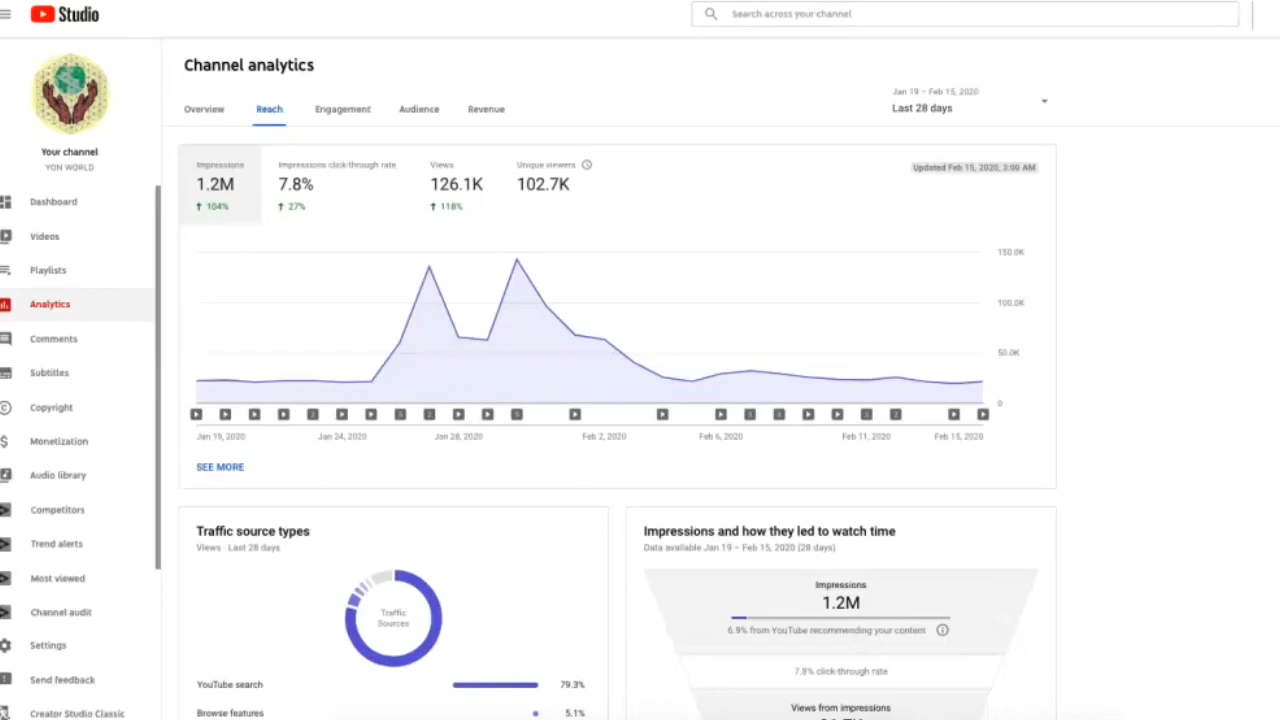 Studio
Search across your channel
Channel analytics
Overview Reach Engagement Audience Revenue
Jan 19 – Feb 15, 2020
Last 28 days
Your channel
YON WORLD
Dashboard
Videos
Playlists
Analytics
Comments
Subtitles
Copyright
Monetization
Audio library
Competitors
Trend alerts
Most viewed
Channel audit
Settings
Send feedback
Creator Studio Classic
Impressions
1.2M
104%
Impressions click-through rate
7.8%
27%
Views
126.1K
118%
Unique viewers
102.7K
Updated Feb 15, 2020, 3:00 AM
150.0K
100.0K
50.0K
0
Jan 19, 2020 Jan 24, 2020 Jan 28, 2020 Feb 2, 2020 Feb 6, 2020 Feb 11, 2020 Feb 15, 2020
SEE MORE
Traffic source types
Views · Last 28 days
Traffic
Sources
YouTube search 79.3%
Browse features 5.1%
Impressions and how they led to watch time
Data available Jan 19 – Feb 15, 2020 (28 days)
Impressions
1.2M
6.9% from YouTube recommending your content
7.8% click-through rate
Views from impressions